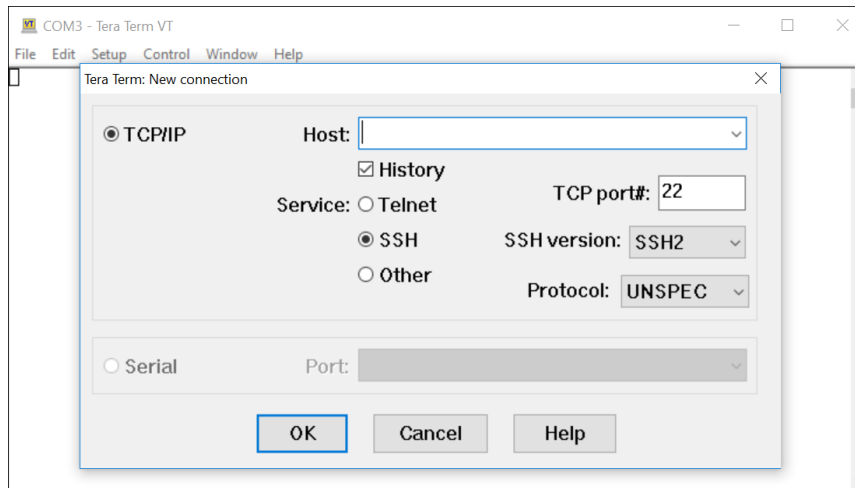 COM3 - Tera Term VT
File Edit Setup Control Window Help
Tera Term: New connection
TCP/IP Host:
History
TCP port#: 22
Service: Telnet
SSH SSH version: SSH2
Other
Protocol: UNSPEC
Serial Port:
OK Cancel Help